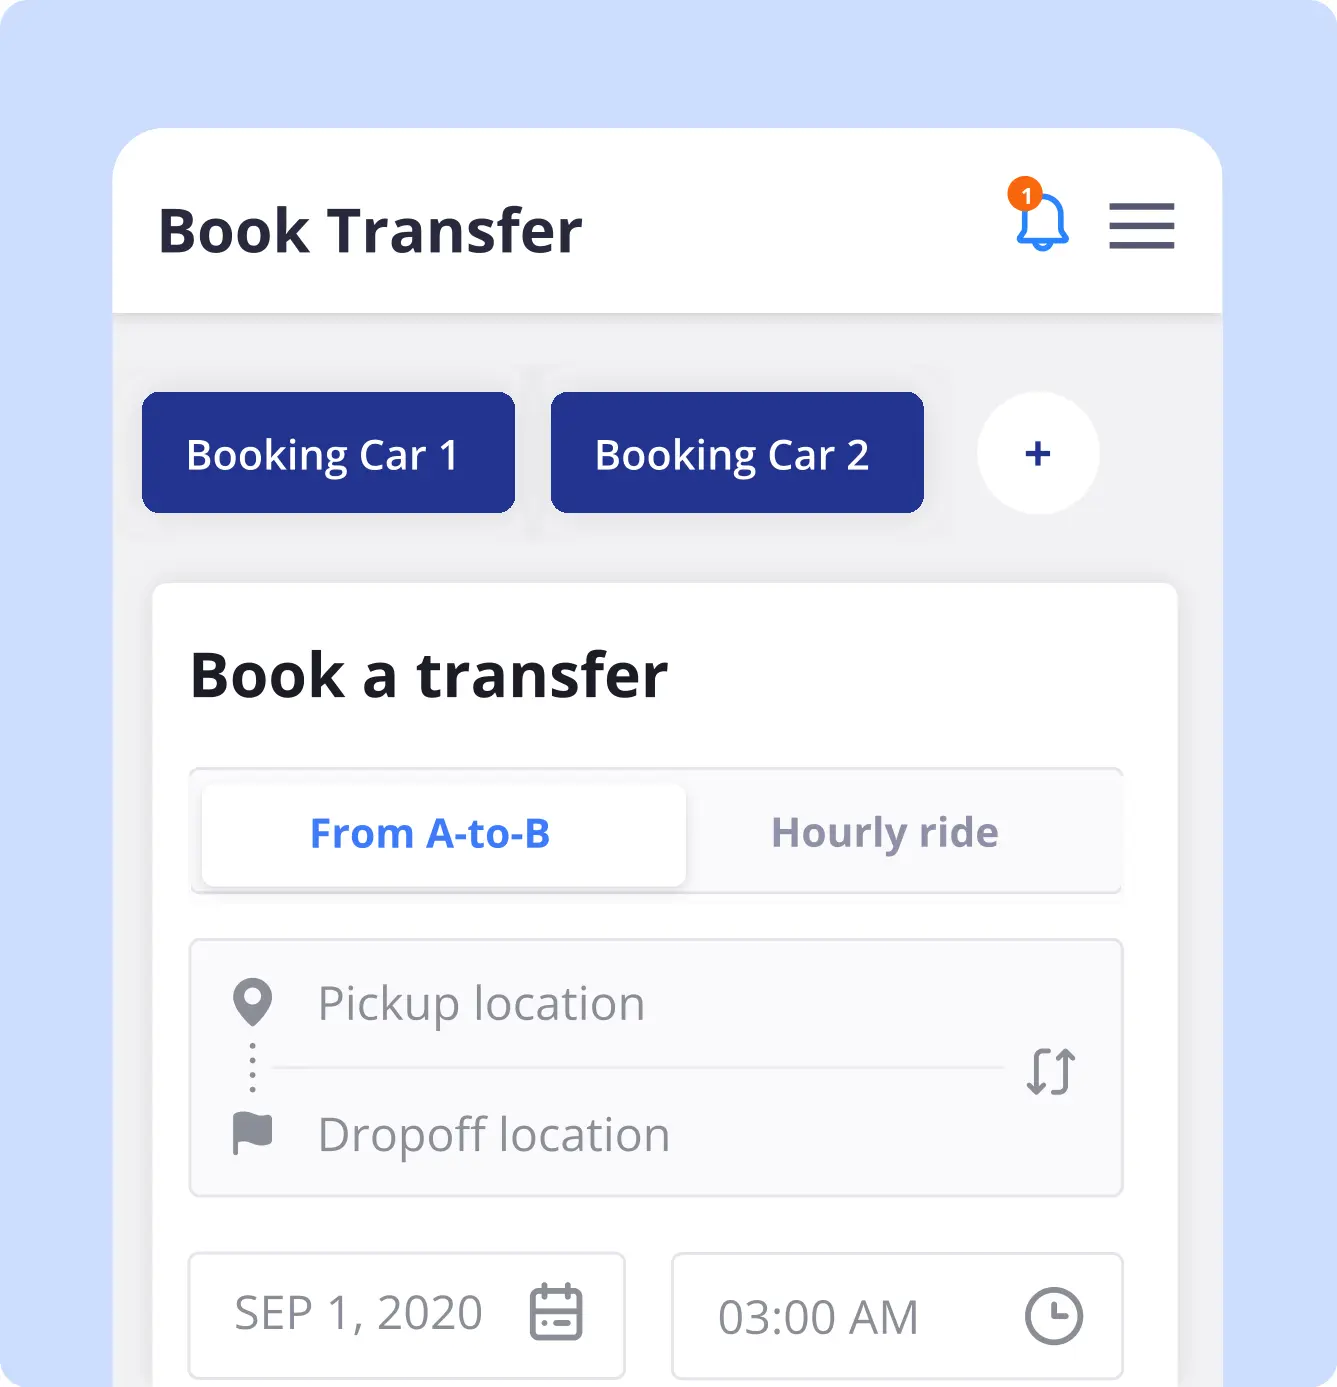 Book Transfer
1
Booking Car 1
Booking Car 2
+
Book a transfer
From A-to-B
Hourly ride
Pickup location
Dropoff location
SEP 1, 2020
03:00 AM